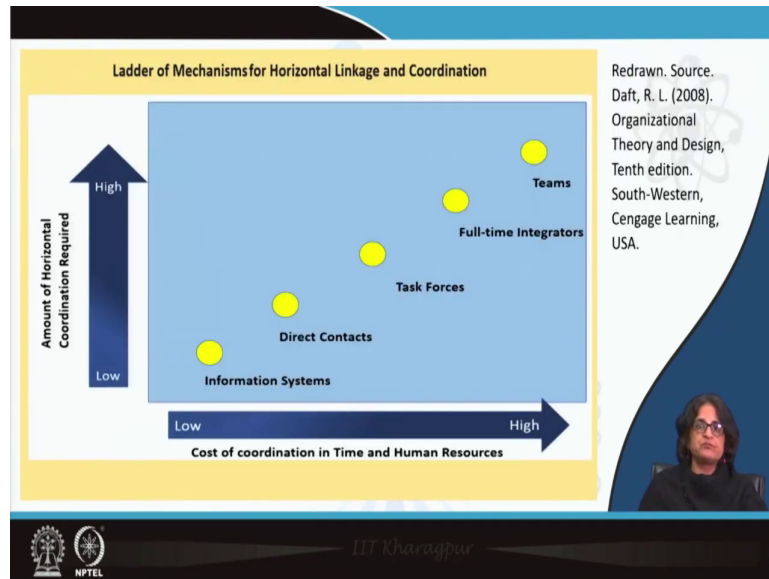 Ladder of Mechanisms for Horizontal Linkage and Coordination
Amount of Horizontal
Coordination Required
High
Low
Teams
Full-time Integrators
Task Forces
Direct Contacts
Information Systems
Low
High
Cost of coordination in Time and Human Resources
Redrawn. Source.
Daft, R. L. (2008).
Organizational
Theory and Design,
Tenth edition.
South-Western,
Cengage Learning,
USA.
NPTEL
IIT Kharagpur